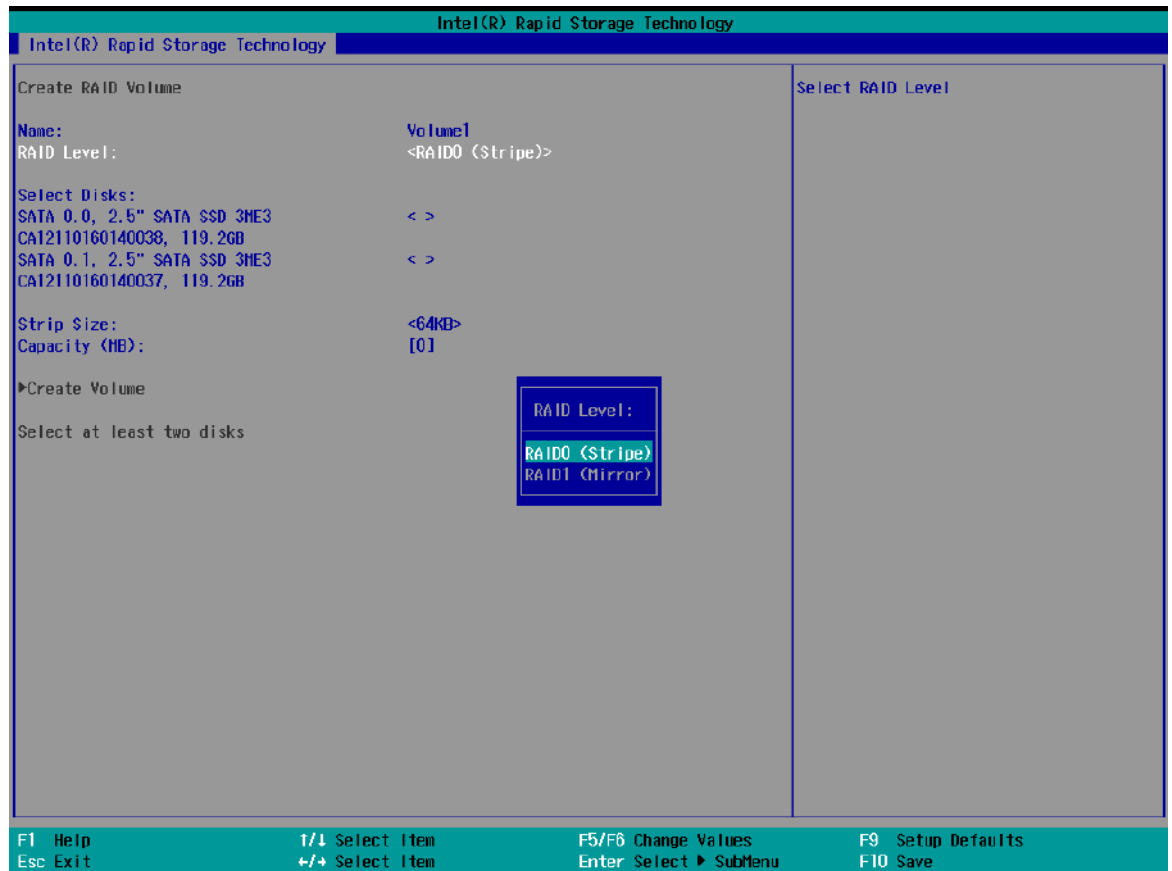 Intel(R) Rapid Storage Technology
Intel(R) Rapid Storage Technology
Create RAID Volume
Select RAID Level
Name: Volume1
RAID Level: <RAID0 (Stripe)>
Select Disks:
SATA 0.0, 2.5" SATA SSD 3ME3 < >
CA12110160140038, 119.2GB
SATA 0.1, 2.5" SATA SSD 3ME3 < >
CA12110160140037, 119.2GB
Strip Size: <64KB>
Capacity (MB): [0]
▶Create Volume
Select at least two disks
RAID Level:
RAID0 (Stripe)
RAID1 (Mirror)
F1 Help ↑/↓ Select Item F5/F6 Change Values F9 Setup Defaults
Esc Exit ←/→ Select Item Enter Select ▶ SubMenu F10 Save